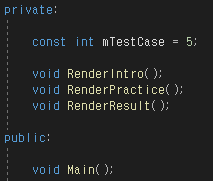 private:
const int mTestCase = 5;
void RenderIntro();
void RenderPractice();
void RenderResult();
public:
void Main();